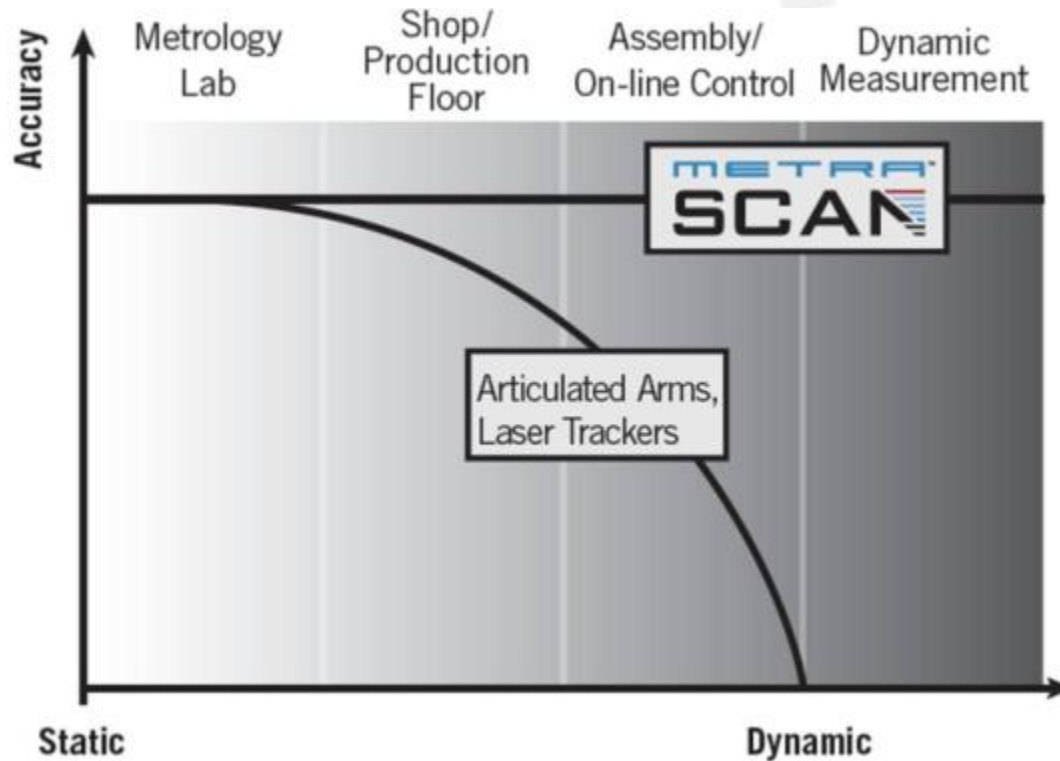 Accuracy
Metrology
Lab
Shop/
Production
Floor
Assembly/
On-line Control
Dynamic
Measurement
METRA™
SCAN
Articulated Arms,
Laser Trackers
Static
Dynamic